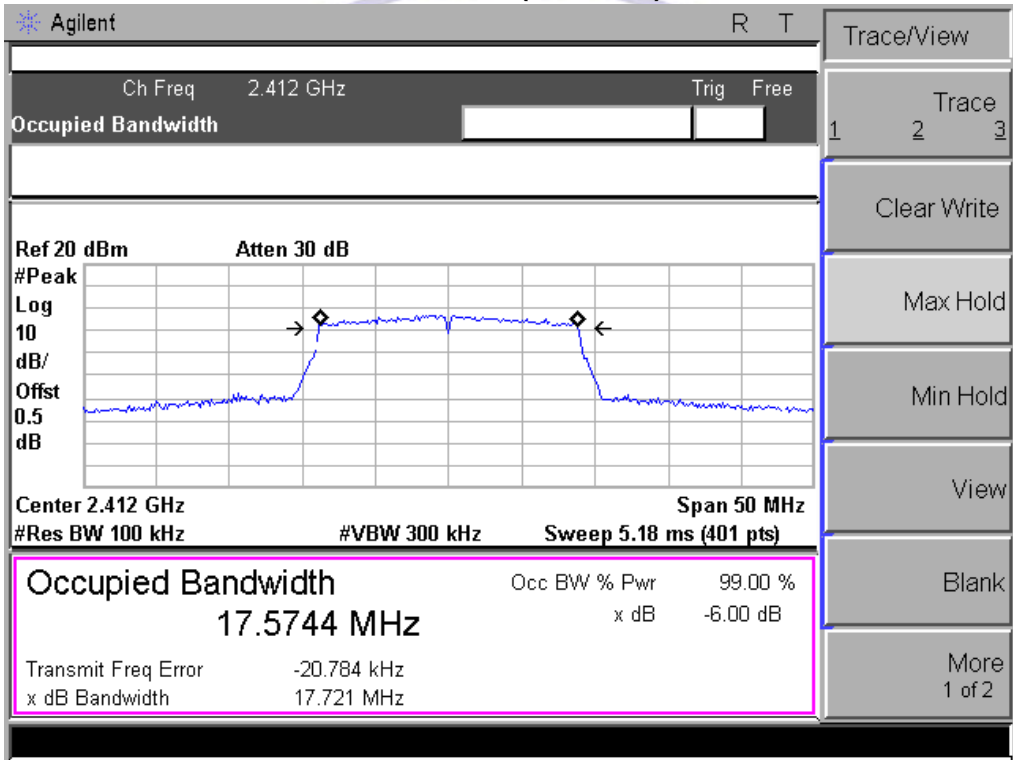 Agilent R T
Trace/View
Ch Freq 2.412 GHz Trig Free
Occupied Bandwidth
Trace
1 2 3
Clear Write
Ref 20 dBm Atten 30 dB
#Peak
Log
10
dB/
Offst
0.5
dB
Max Hold
Min Hold
View
Center 2.412 GHz Span 50 MHz
#Res BW 100 kHz #VBW 300 kHz Sweep 5.18 ms (401 pts)
Occupied Bandwidth Occ BW % Pwr 99.00 %
17.5744 MHz x dB -6.00 dB
Transmit Freq Error -20.784 kHz
x dB Bandwidth 17.721 MHz
Blank
More
1 of 2